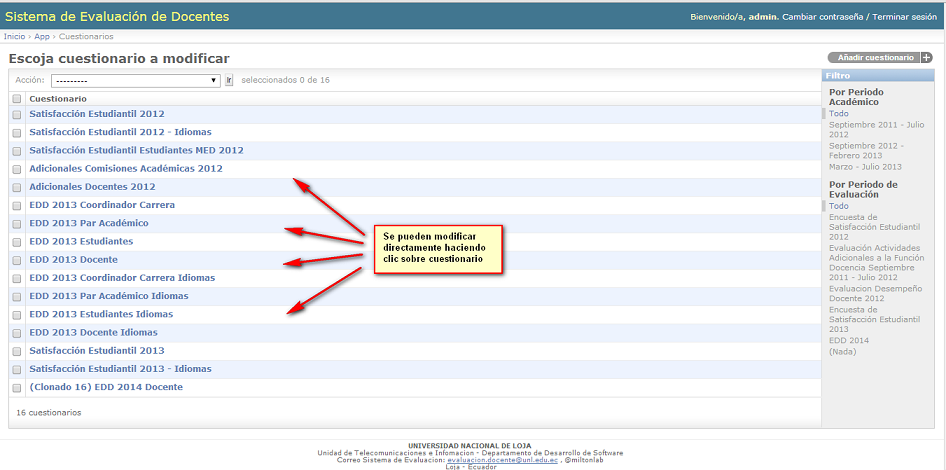 Sistema de Evaluación de Docentes
Bienvenido/a, admin. Cambiar contraseña / Terminar sesión
Inicio › App › Cuestionarios
Escoja cuestionario a modificar
Añadir cuestionario +
Acción: --------- Ir seleccionados 0 de 16
Cuestionario
Satisfacción Estudiantil 2012
Satisfacción Estudiantil 2012 - Idiomas
Satisfacción Estudiantil Estudiantes MED 2012
Adicionales Comisiones Académicas 2012
Adicionales Docentes 2012
EDD 2013 Coordinador Carrera
EDD 2013 Par Académico
EDD 2013 Estudiantes
EDD 2013 Docente
EDD 2013 Coordinador Carrera Idiomas
EDD 2013 Par Académico Idiomas
EDD 2013 Estudiantes Idiomas
EDD 2013 Docente Idiomas
Satisfacción Estudiantil 2013
Satisfacción Estudiantil 2013 - Idiomas
(Clonado 16) EDD 2014 Docente
16 cuestionarios
Se pueden modificar
directamente haciendo
clic sobre cuestionario
Filtro
Por Periodo
Académico
Todo
Septiembre 2011 - Julio
2012
Septiembre 2012 -
Febrero 2013
Marzo - Julio 2013
Por Periodo de
Evaluación
Todo
Encuesta de
Satisfacción Estudiantil
2012
Evaluación Actividades
Adicionales a la Función
Docencia Septiembre
2011 - Julio 2012
Evaluacion Desempeño
Docente 2012
Encuesta de
Satisfacción Estudiantil
2013
EDD 2014
(Nada)
UNIVERSIDAD NACIONAL DE LOJA
Unidad de Telecomunicaciones e Infomacion - Departamento de Desarrollo de Software
Correo Sistema de Evaluacion: evaluacion.docente@unl.edu.ec , @miltonlab
Loja - Ecuador